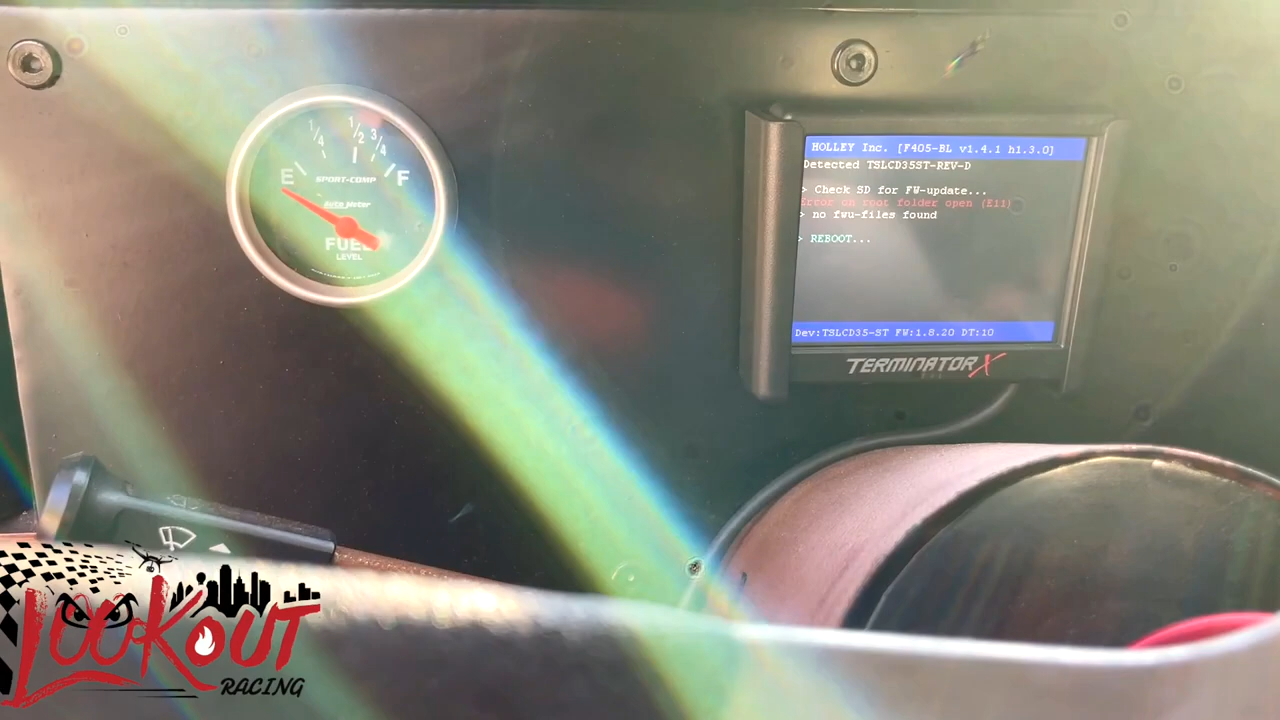 1/4
1/2
3/4
E
F
SPORT-COMP
Auto Meter
FUEL
LEVEL
HOLLEY Inc. [F405-BL v1.4.1 h1.3.0]
Detected TSLCD35ST-REV-D
> Check SD for FW-update...
Error on root folder open (E11)
> no fwu-files found
> REBOOT...
Dev:TSLCD35-ST FW:1.8.20 DT:10
TERMINATOR X
LOOKOUT
RACING